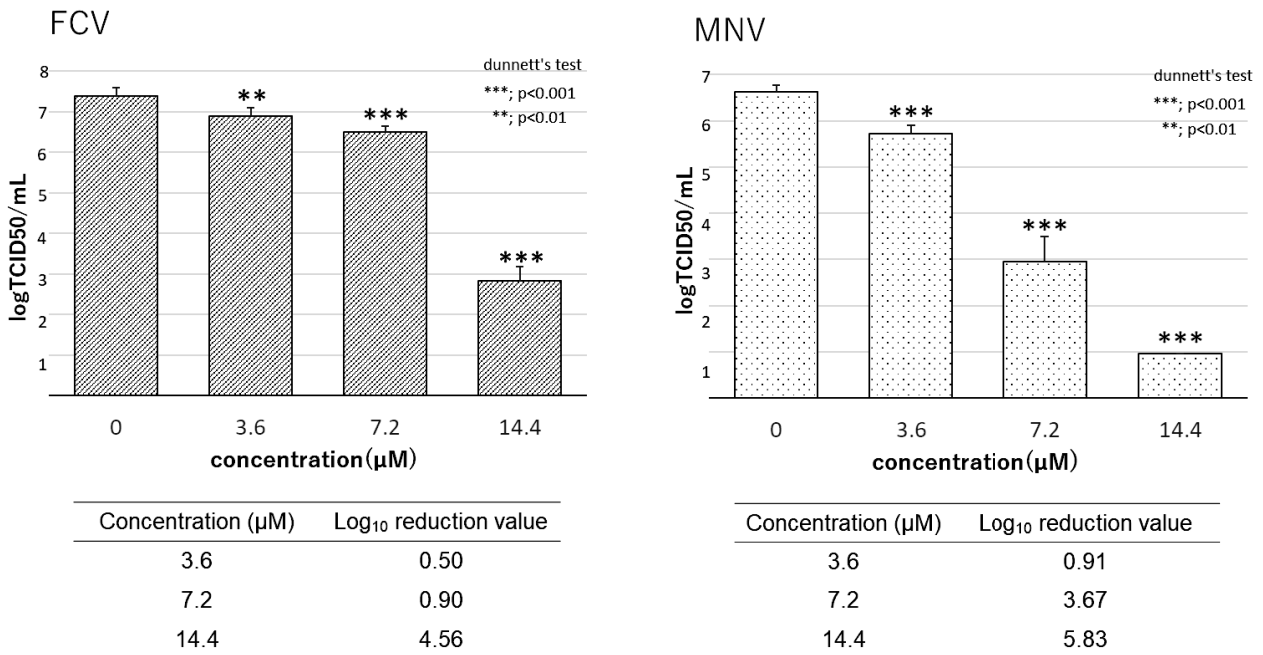 FCV
dunnett's test
***; p<0.001
**; p<0.01
8
7
6
5
4
3
2
1
logTCID50/mL
**
***
***
0 3.6 7.2 14.4
concentration(μM)
Concentration (μM) Log₁₀ reduction value
3.6 0.50
7.2 0.90
14.4 4.56
MNV
dunnett's test
***; p<0.001
**; p<0.01
7
6
5
4
3
2
1
logTCID50/mL
***
***
***
0 3.6 7.2 14.4
concentration(μM)
Concentration (μM) Log₁₀ reduction value
3.6 0.91
7.2 3.67
14.4 5.83